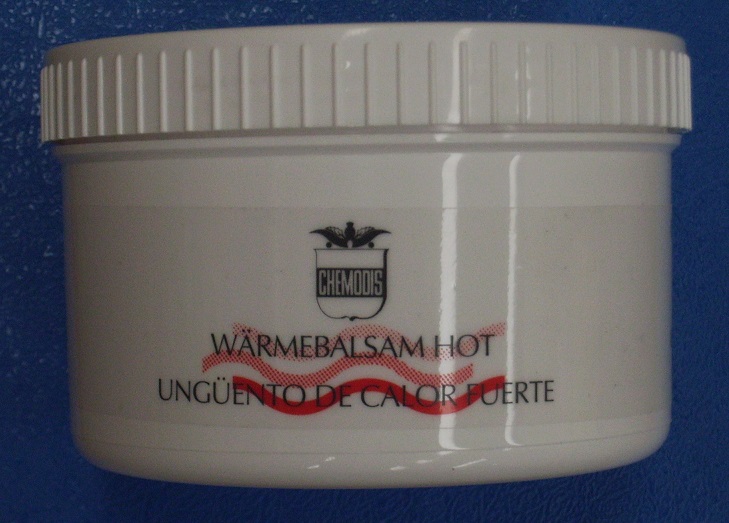 CHEMODIS
WÄRMEBALSAM HOT
UNGÜENTO DE CALOR FUERTE